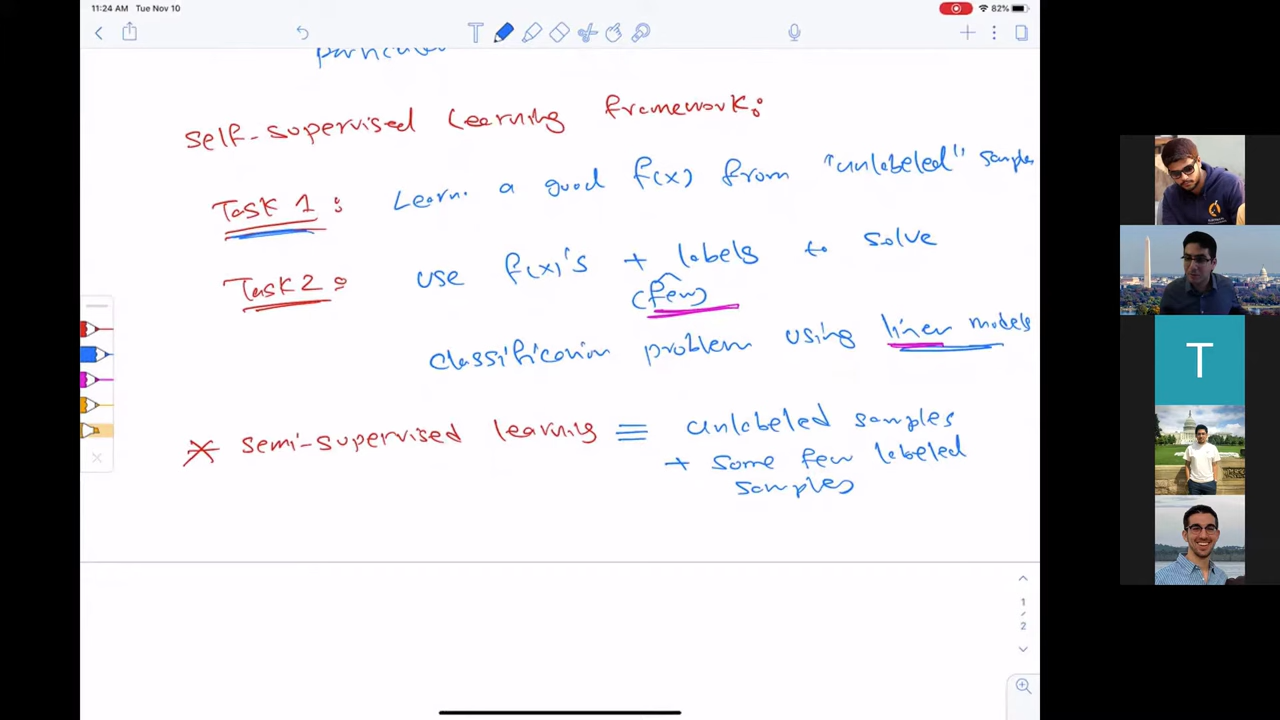 11:24 AM Tue Nov 10
82%
particular
self-supervised learning framework:
Task 1: Learn a good f(x) from "unlabeled" samples
Task 2: use f(x)'s + labels to solve
(few)
classification problem using linear models
* semi-supervised learning ≡ unlabeled samples
+ some few labeled
samples
1
/
2
T
T